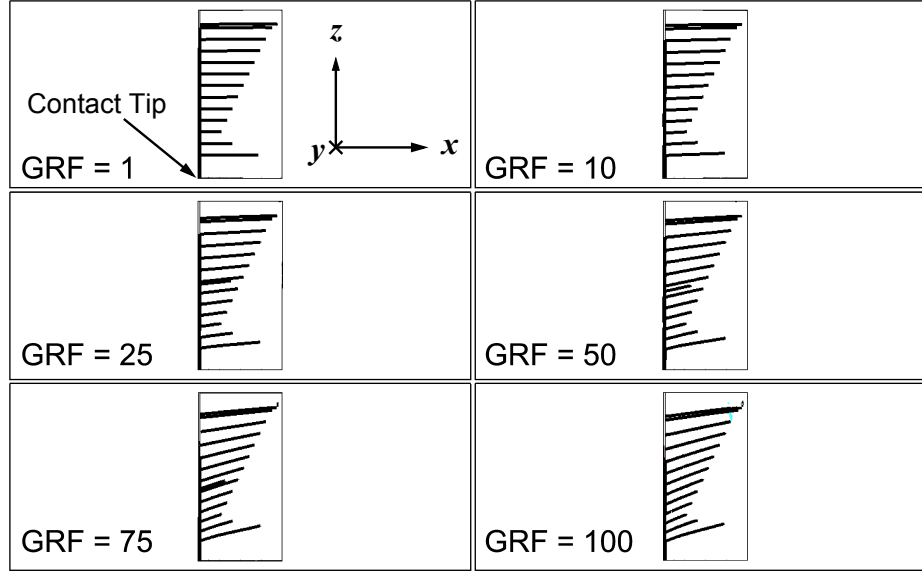 z
Contact Tip
y
x
GRF = 1
GRF = 10
GRF = 25
GRF = 50
GRF = 75
GRF = 100